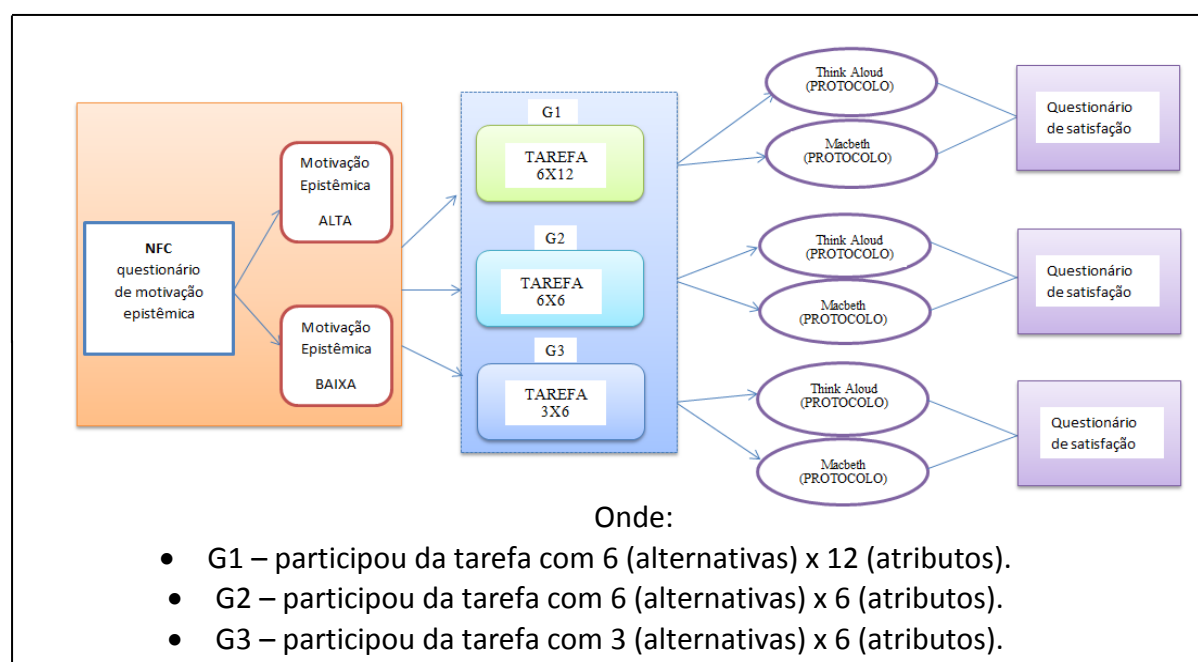 NFC
questionário
de motivação
epistêmica
Motivação
Epistêmica
ALTA
Motivação
Epistêmica
BAIXA
G1
TAREFA
6X12
G2
TAREFA
6X6
G3
TAREFA
3X6
Think Aloud
(PROTOCOLO)
Macbeth
(PROTOCOLO)
Think Aloud
(PROTOCOLO)
Macbeth
(PROTOCOLO)
Think Aloud
(PROTOCOLO)
Macbeth
(PROTOCOLO)
Questionário
de satisfação
Questionário
de satisfação
Questionário
de satisfação
Onde:
• G1 – participou da tarefa com 6 (alternativas) x 12 (atributos).
• G2 – participou da tarefa com 6 (alternativas) x 6 (atributos).
• G3 – participou da tarefa com 3 (alternativas) x 6 (atributos).